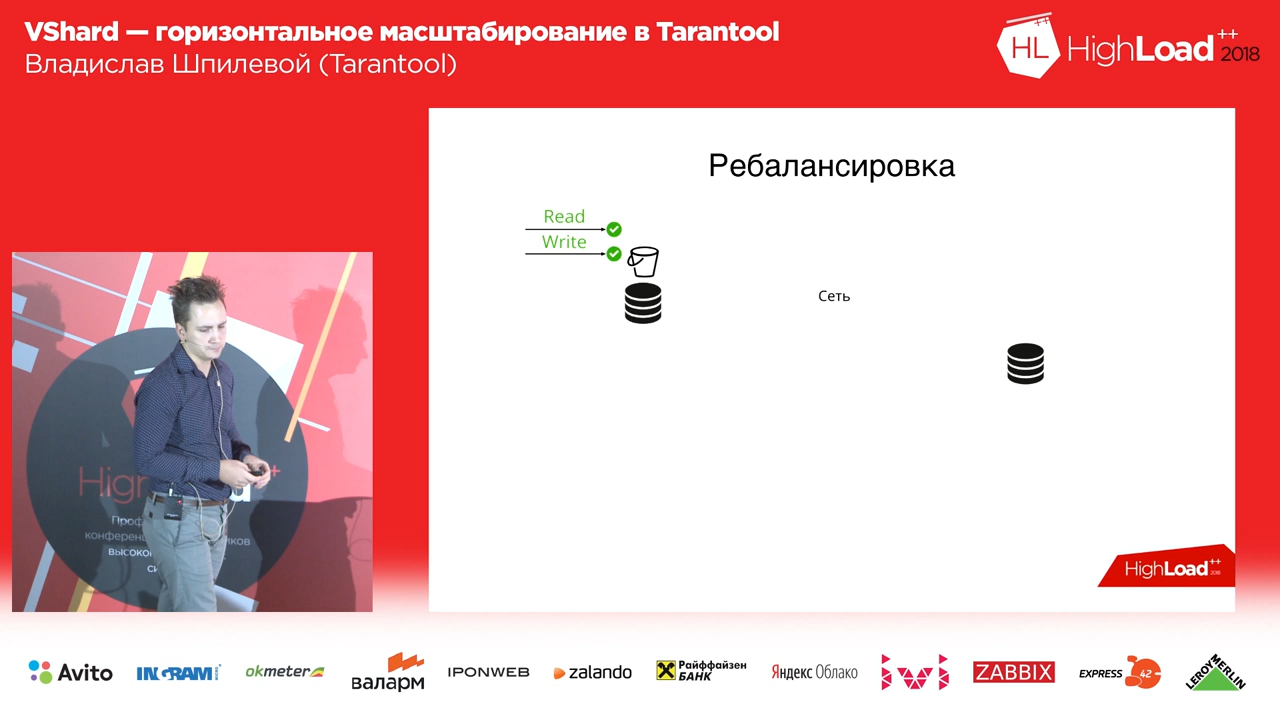 VShard — горизонтальное масштабирование в Tarantool
Владислав Шпилевой (Tarantool)
HL HighLoad++ 2018
Ребалансировка
Read
Write
Сеть
HighLoad++ 2018
Avito
INGRAM
okmeter
валарм
IPONWEB
zalando
Райффайзен
БАНК
Яндекс Облако
ivi
ZABBIX
EXPRESS 42
LEROY MERLIN